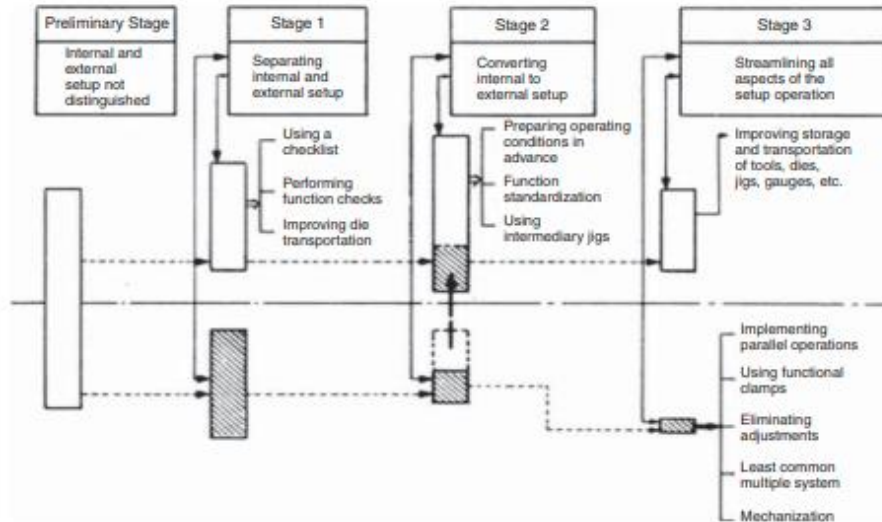 Preliminary Stage
Internal and
external
setup not
distinguished
Stage 1
Separating
internal and
external setup
Stage 2
Converting
internal to
external setup
Stage 3
Streamlining all
aspects of the
setup operation
Using a
checklist
Performing
function checks
Improving die
transportation
Preparing operating
conditions in
advance
Function
standardization
Using
intermediary jigs
Improving storage
and transportation
of tools, dies,
jigs, gauges, etc.
Implementing
parallel operations
Using functional
clamps
Eliminating
adjustments
Least common
multiple system
Mechanization